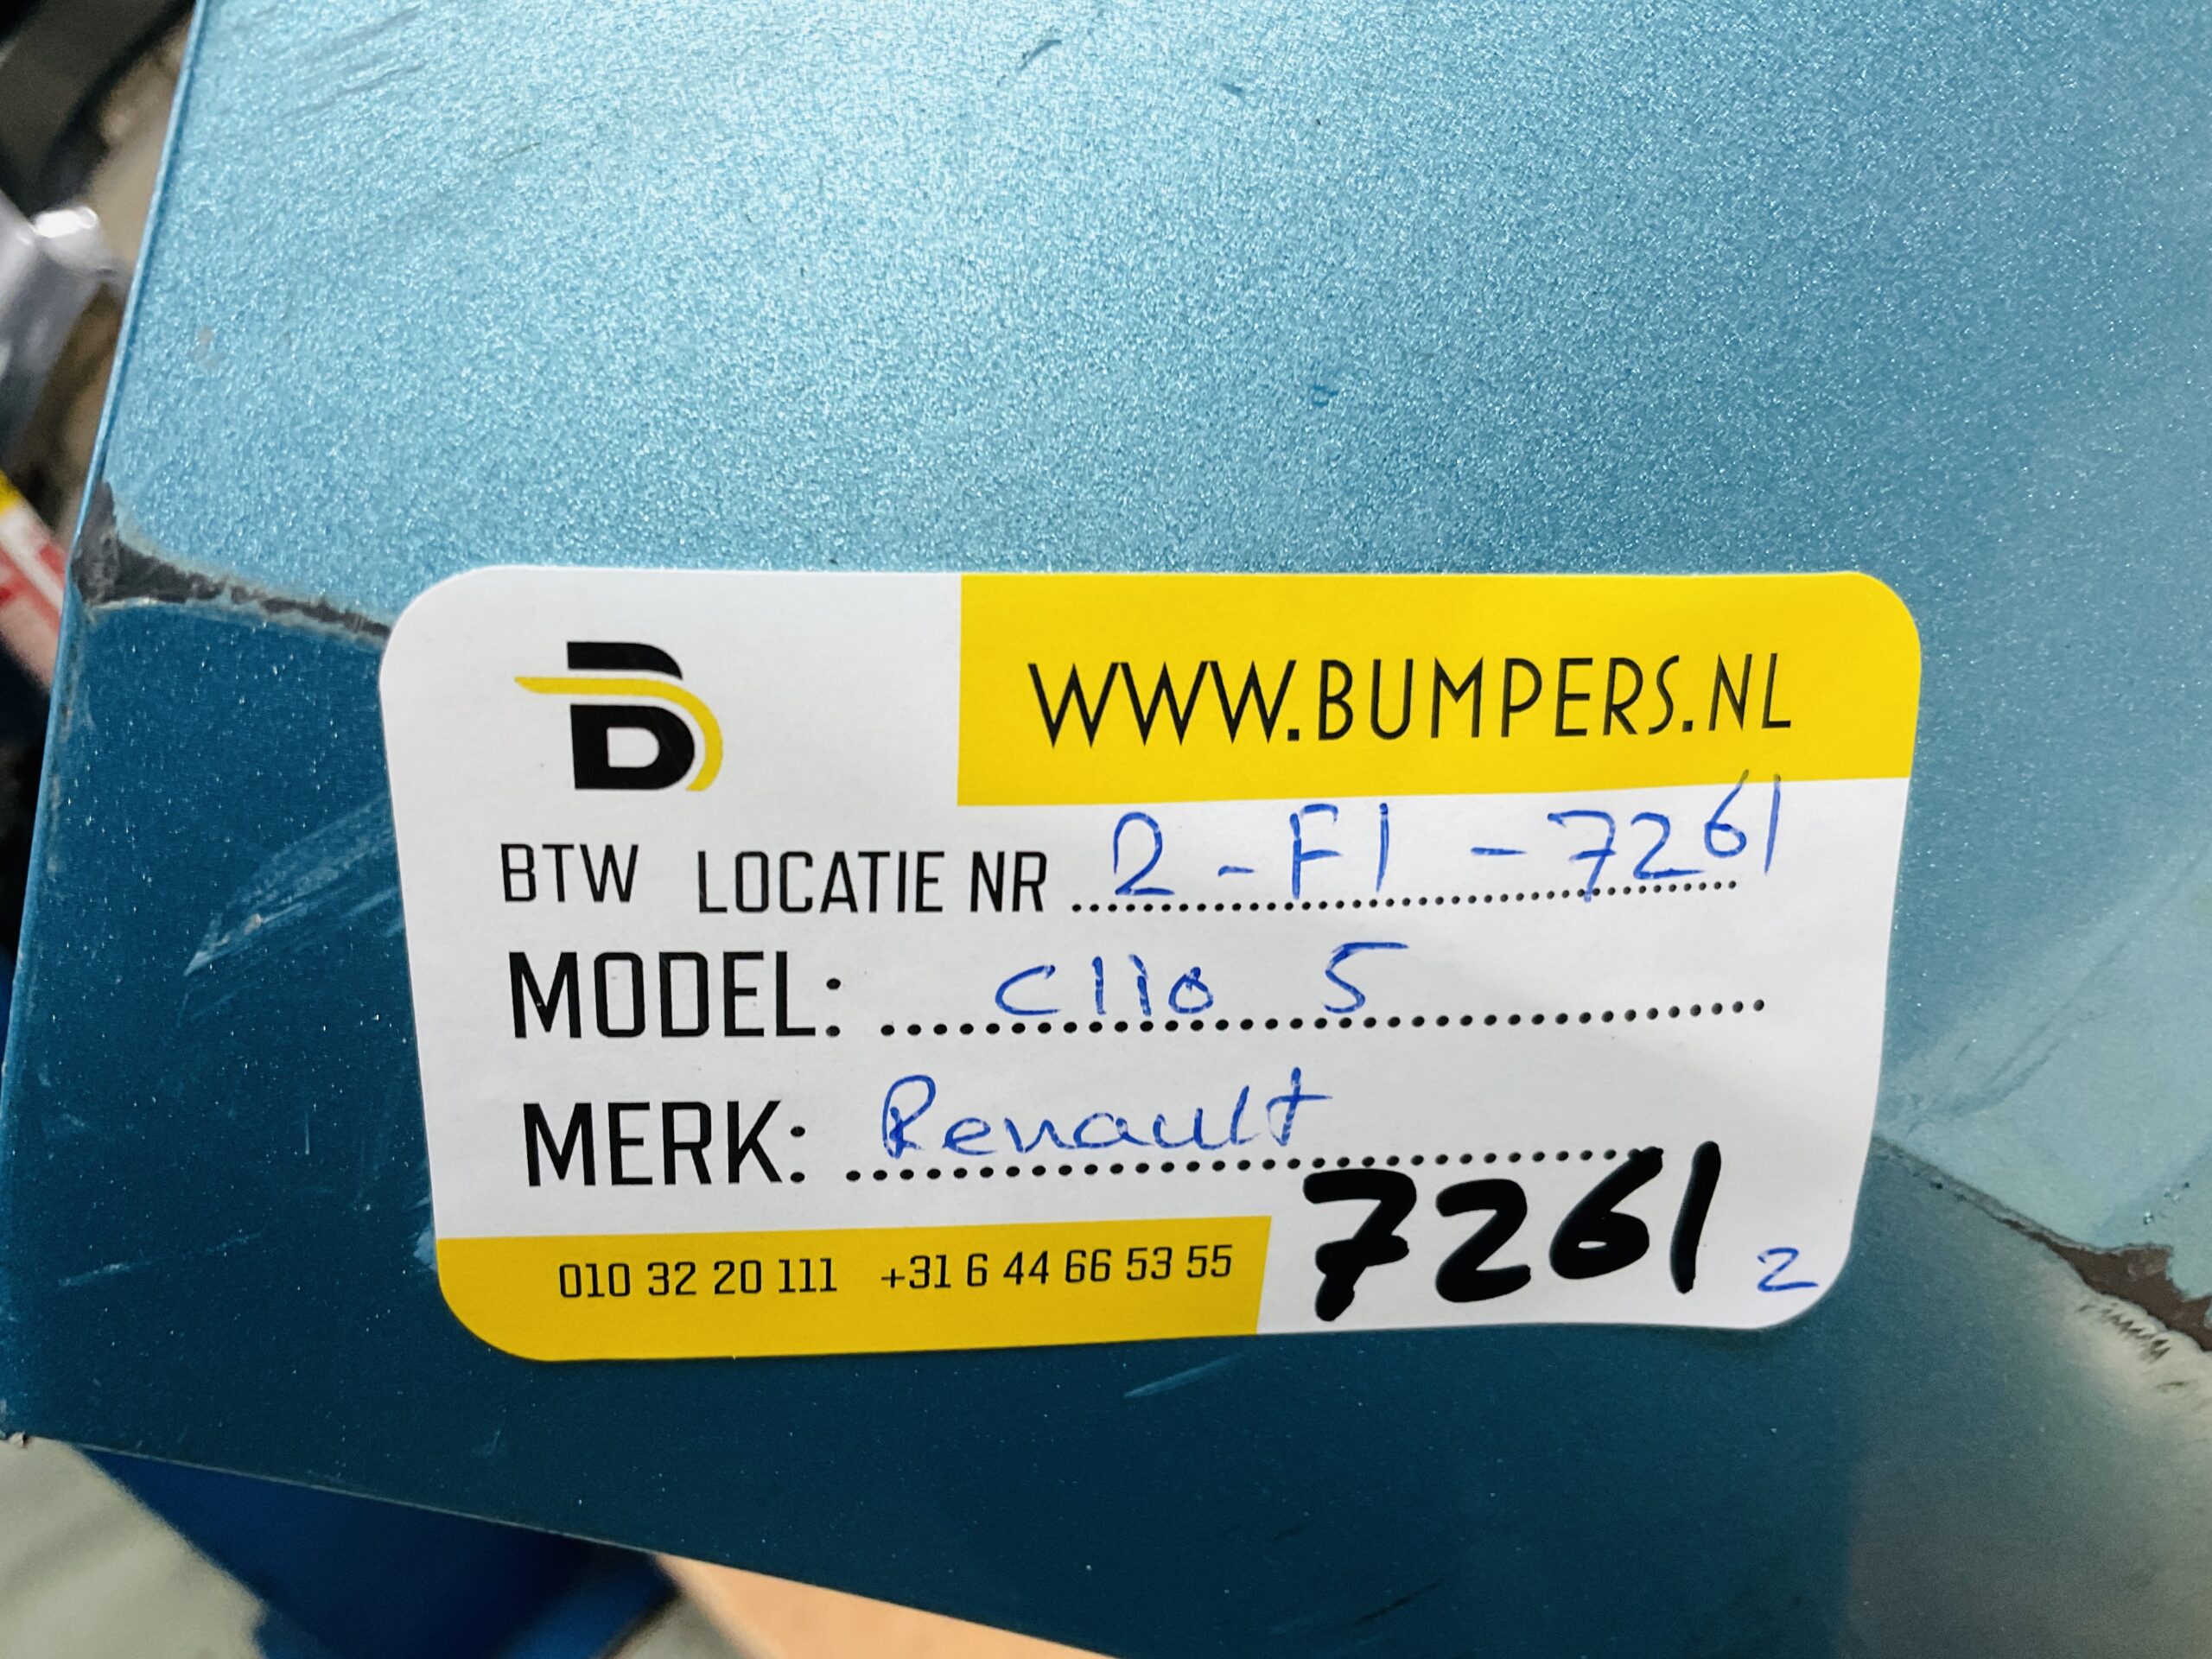 WWW.BUMPERS.NL
BTW LOCATIE NR 2-F1-7261
MODEL: Clio 5
MERK: Renault
7261 2
010 32 20 111 +31 6 44 66 53 55